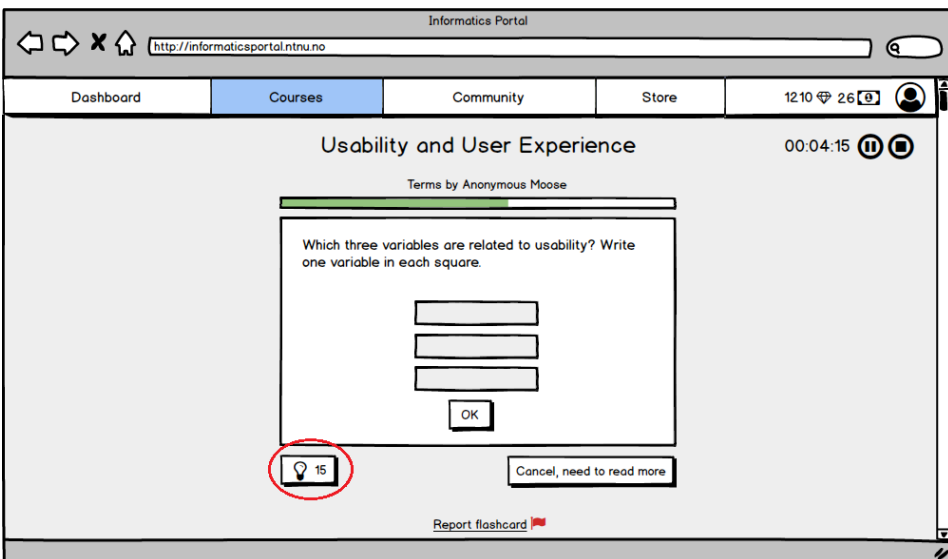 Informatics Portal
http://informaticsportal.ntnu.no
Dashboard Courses Community Store 1210 26
Usability and User Experience 00:04:15
Terms by Anonymous Moose
Which three variables are related to usability? Write
one variable in each square.
OK
15 Cancel, need to read more
Report flashcard